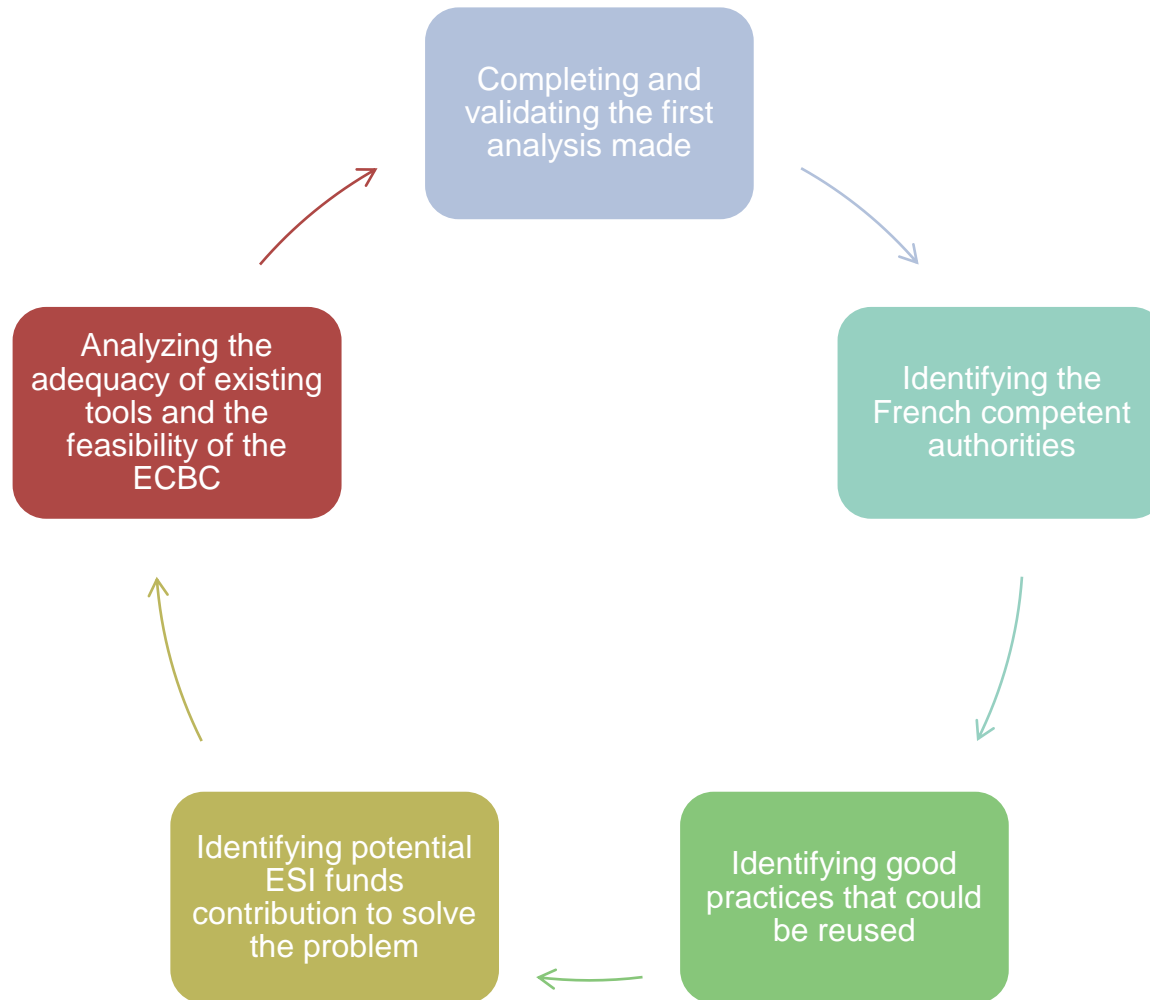 Completing and
validating the first
analysis made
Identifying the
French competent
authorities
Identifying good
practices that could
be reused
Identifying potential
ESI funds
contribution to solve
the problem
Analyzing the
adequacy of existing
tools and the
feasibility of the
ECBC